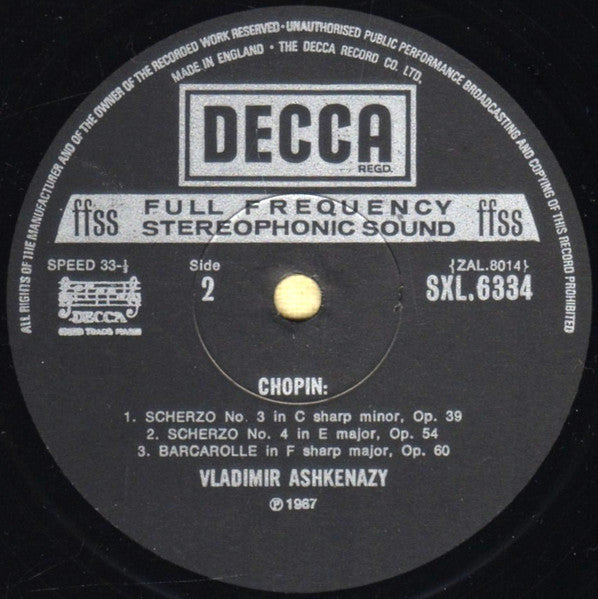 ALL RIGHTS OF THE MANUFACTURER AND OF THE OWNER OF THE RECORDED WORK RESERVED · UNAUTHORISED PUBLIC PERFORMANCE BROADCASTING AND COPYING OF THIS RECORD PROHIBITED
MADE IN ENGLAND · THE DECCA RECORD CO. LTD.
DECCA
REGD.
ffss FULL FREQUENCY STEREOPHONIC SOUND ffss
SPEED 33-⅓ Side 2 {ZAL.8014}
SXL.6334
DECCA
CHOPIN:
1. SCHERZO No. 3 in C sharp minor, Op. 39
2. SCHERZO No. 4 in E major, Op. 54
3. BARCAROLLE in F sharp major, Op. 60
VLADIMIR ASHKENAZY
℗ 1967